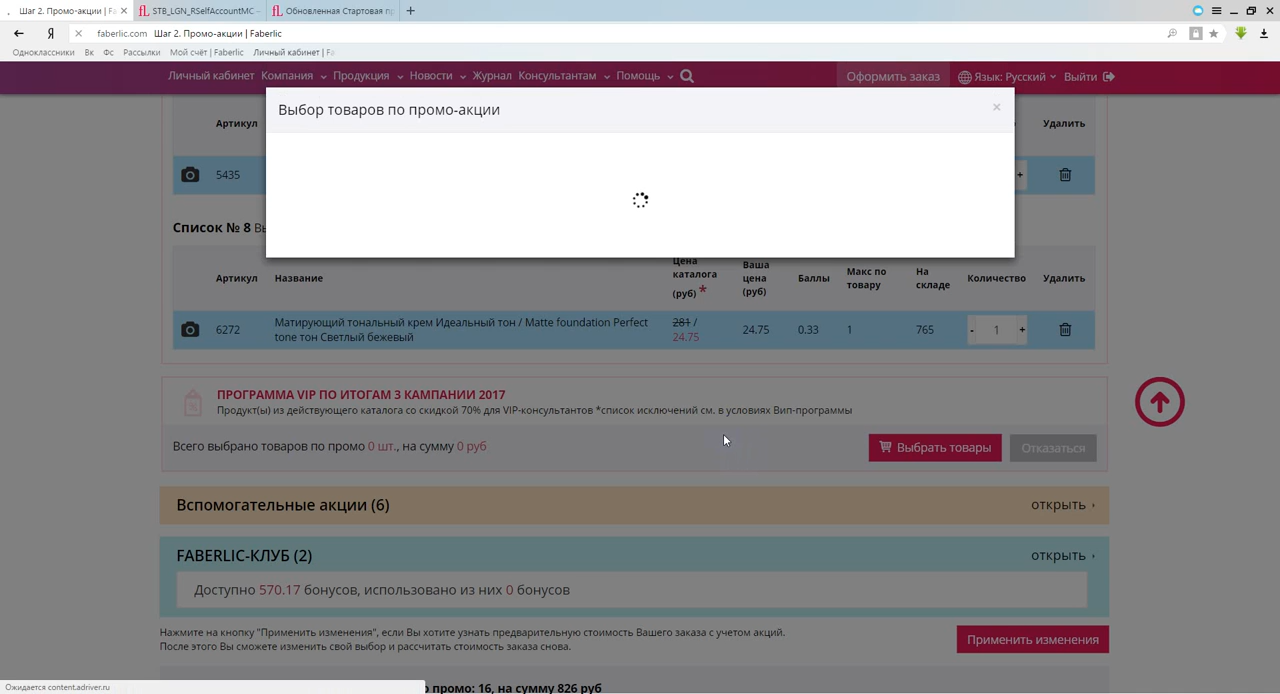 Шаг 2. Промо-акции | Fa
STB_LGN_RSelfAccountMC -
Обновленная Стартовая пр
faberlic.com Шаг 2. Промо-акции | Faberlic
Одноклассники Вк Фс Рассылки Мой счёт | Faberlic Личный кабинет | Fa
Личный кабинет Компания Продукция Новости Журнал Консультантам Помощь Оформить заказ Язык: Русский Выйти
Выбор товаров по промо-акции ×
Артикул Удалить
5435 +
Список № 8 Вы
Артикул Название Цена каталога (руб) * Ваша цена (руб) Баллы Макс по товару На складе Количество Удалить
6272 Матирующий тональный крем Идеальный тон / Matte foundation Perfect 281 / 24.75 0.33 1 765 - 1 +
tone тон Светлый бежевый 24.75
ПРОГРАММА VIP ПО ИТОГАМ 3 КАМПАНИИ 2017
Продукт(ы) из действующего каталога со скидкой 70% для VIP-консультантов *список исключений см. в условиях Вип-программы
Всего выбрано товаров по промо 0 шт., на сумму 0 руб Выбрать товары Отказаться
Вспомогательные акции (6) открыть ›
FABERLIC-КЛУБ (2) открыть ›
Доступно 570.17 бонусов, использовано из них 0 бонусов
Нажмите на кнопку "Применить изменения", если Вы хотите узнать предварительную стоимость Вашего заказа с учетом акций.
После этого Вы сможете изменить свой выбор и рассчитать стоимость заказа снова.
Применить изменения
о промо: 16, на сумму 826 руб
Ожидается content.adriver.ru